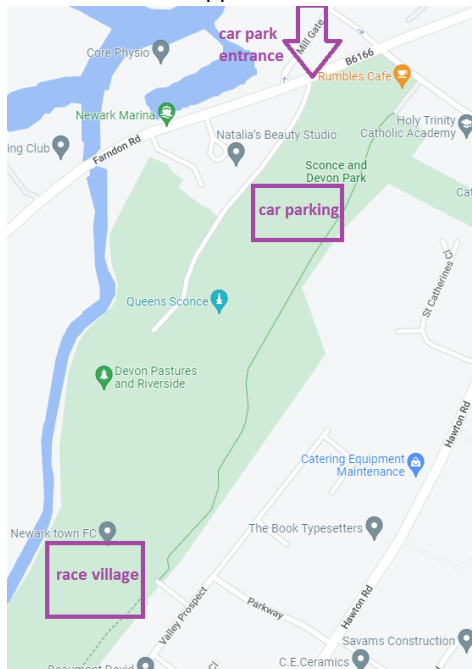 car park
entrance
Mill Gate
B6166
Core Physio
Rumbles Cafe
Newark Marina
Holy Trinity
Catholic Academy
Natalia's Beauty Studio
ing Club
Farndon Rd
Sconce and
Devon Park
Cat
car parking
St Catherines Cl
Queens Sconce
Devon Pastures
and Riverside
Hawton Rd
Catering Equipment
Maintenance
Newark town FC
The Book Typesetters
race village
Parkway
Hawton Rd
Valley Prospect
Savams Construction
C.E.Ceramics
Cl